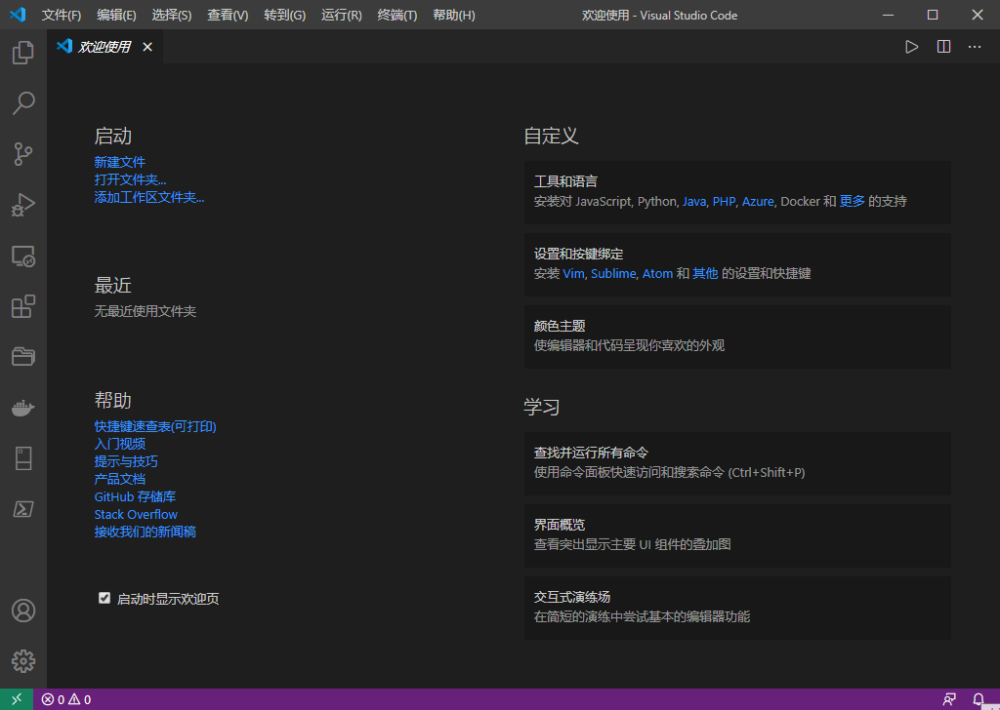 文件(F) 编辑(E) 选择(S) 查看(V) 转到(G) 运行(R) 终端(T) 帮助(H) 欢迎使用 - Visual Studio Code
欢迎使用
启动
新建文件
打开文件夹...
添加工作区文件夹...
最近
无最近使用文件夹
帮助
快捷键速查表(可打印)
入门视频
提示与技巧
产品文档
GitHub 存储库
Stack Overflow
接收我们的新闻稿
启动时显示欢迎页
自定义
工具和语言
安装对 JavaScript, Python, Java, PHP, Azure, Docker 和 更多 的支持
设置和按键绑定
安装 Vim, Sublime, Atom 和 其他 的设置和快捷键
颜色主题
使编辑器和代码呈现你喜欢的外观
学习
查找并运行所有命令
使用命令面板快速访问和搜索命令 (Ctrl+Shift+P)
界面概览
查看突出显示主要 UI 组件的叠加图
交互式演练场
在简短的演练中尝试基本的编辑器功能
0 0